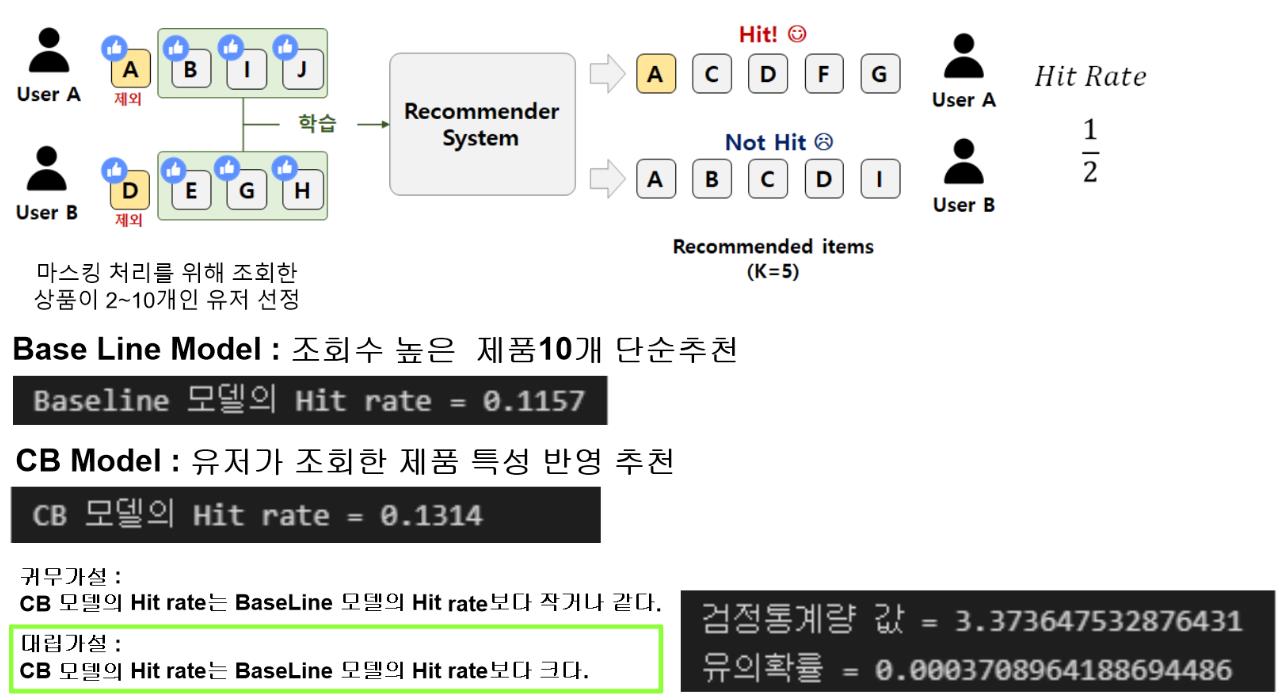 User A
A
B
I
J
제외
학습
User B
D
E
G
H
제외
Recommender
System
Hit! ☺
A
C
D
F
G
User A
Not Hit ☹
A
B
C
D
I
User B
Recommended items
(K=5)
Hit Rate
1
2
마스킹 처리를 위해 조회한
상품이 2~10개인 유저 선정
Base Line Model : 조회수 높은 제품10개 단순추천
Baseline 모델의 Hit rate = 0.1157
CB Model : 유저가 조회한 제품 특성 반영 추천
CB 모델의 Hit rate = 0.1314
귀무가설 :
CB 모델의 Hit rate는 BaseLine 모델의 Hit rate보다 작거나 같다.
대립가설 :
CB 모델의 Hit rate는 BaseLine 모델의 Hit rate보다 크다.
검정통계량 값 = 3.373647532876431
유의확률 = 0.0003708964188694486